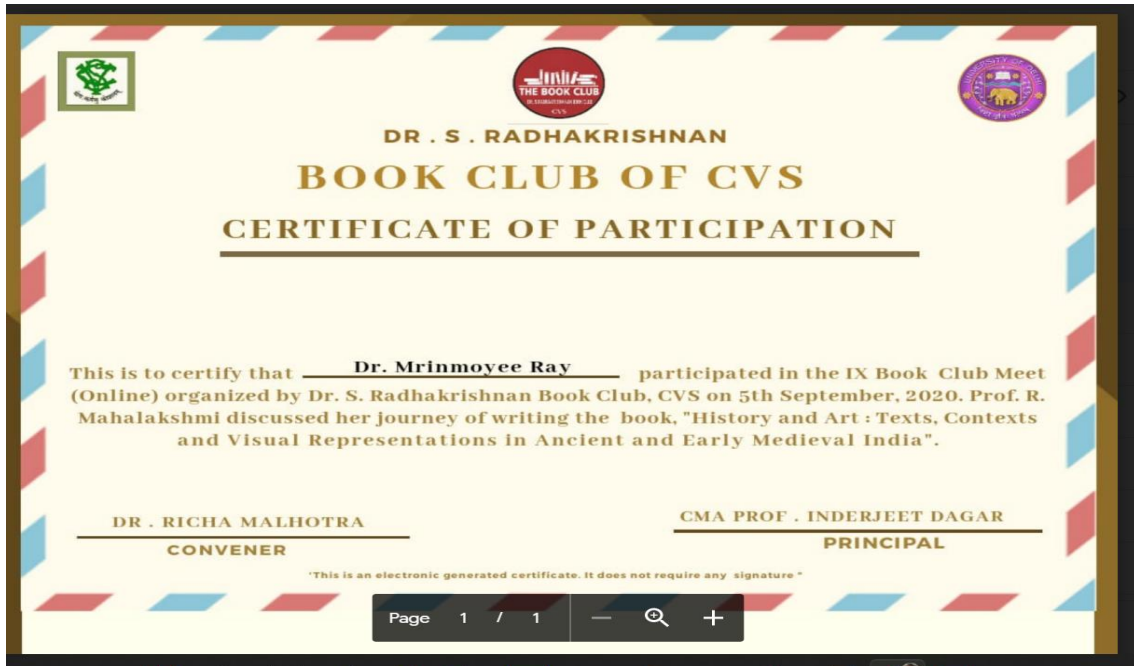 THE BOOK CLUB
CVS
UNIVERSITY OF DELHI
DR . S . RADHAKRISHNAN
BOOK CLUB OF CVS
CERTIFICATE OF PARTICIPATION
This is to certify that Dr. Mrinmoyee Ray participated in the IX Book Club Meet
(Online) organized by Dr. S. Radhakrishnan Book Club, CVS on 5th September, 2020. Prof. R.
Mahalakshmi discussed her journey of writing the book, "History and Art : Texts, Contexts
and Visual Representations in Ancient and Early Medieval India".
DR . RICHA MALHOTRA
CONVENER
CMA PROF . INDERJEET DAGAR
PRINCIPAL
"This is an electronic generated certificate. It does not require any signature "
Page 1 / 1